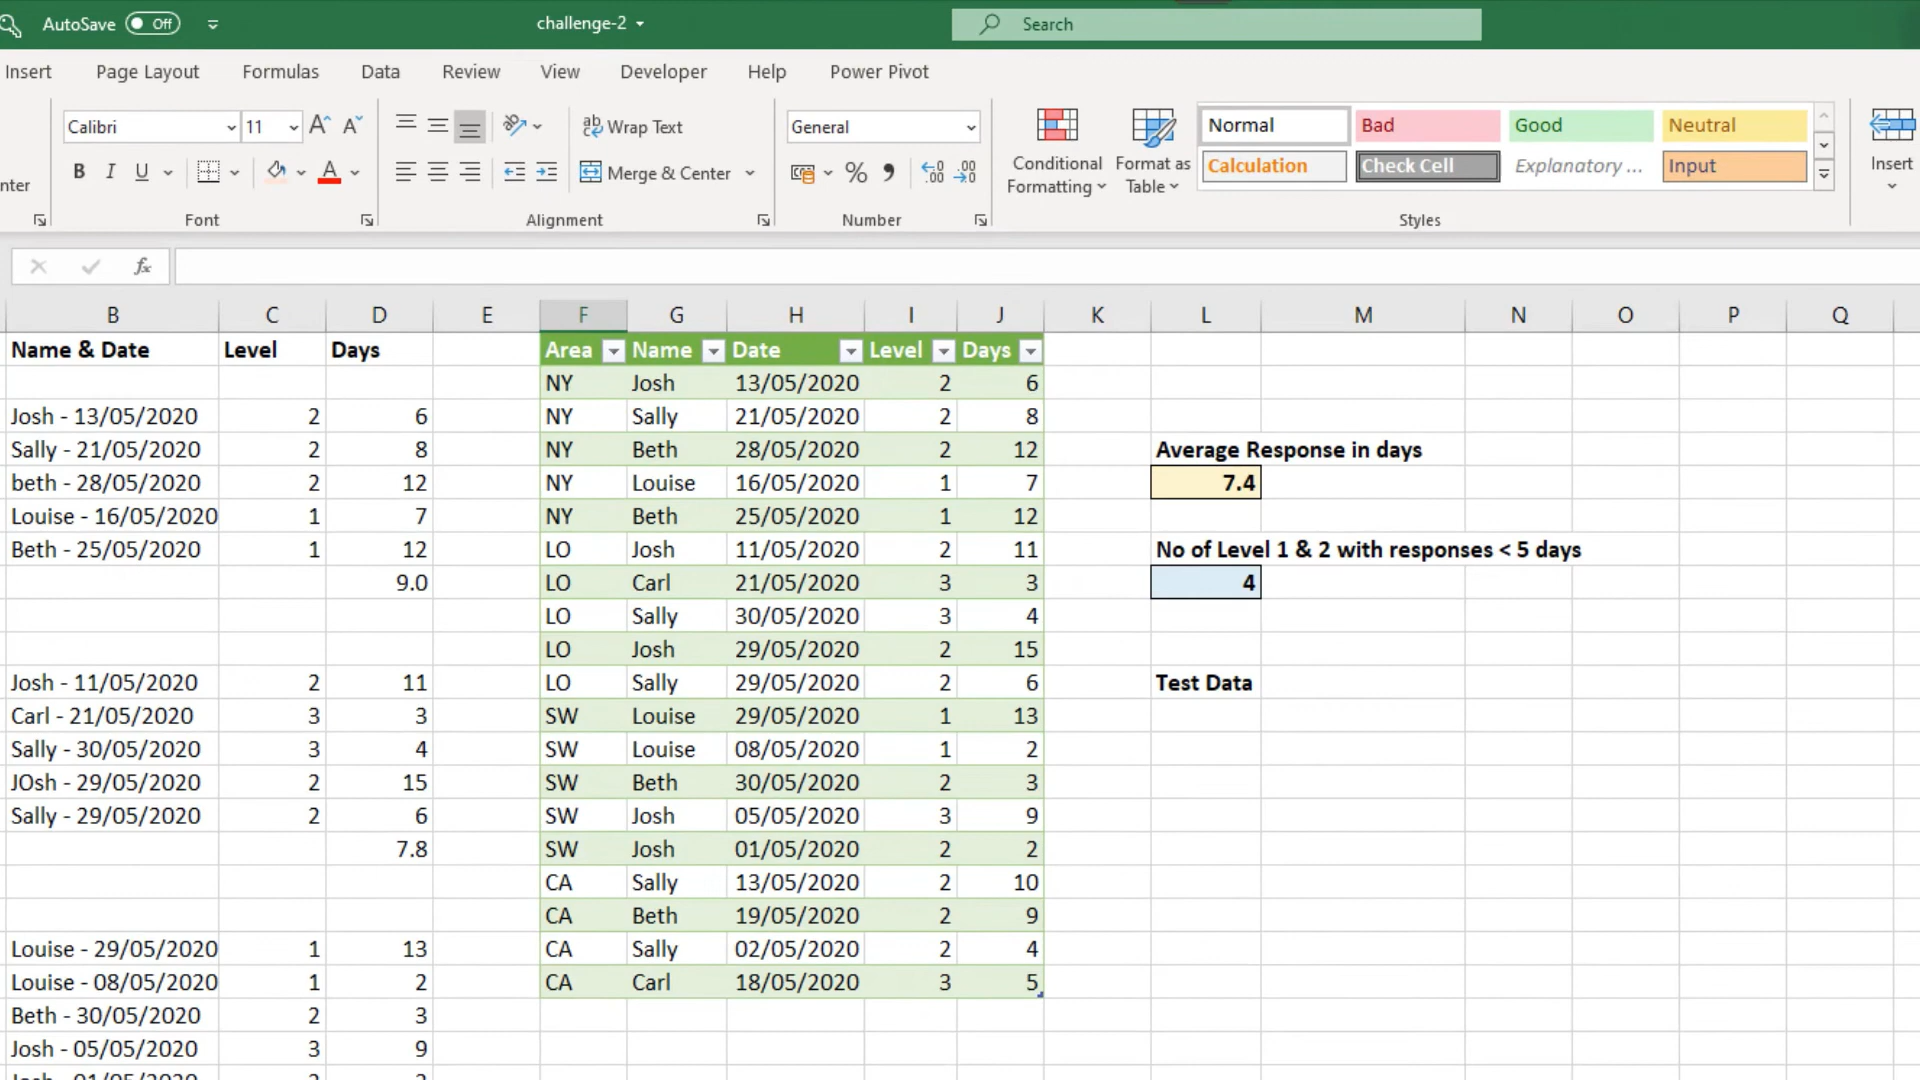 AutoSave Off challenge-2 Search
Insert Page Layout Formulas Data Review View Developer Help Power Pivot
Calibri 11 Wrap Text General Conditional Formatting Format as Table Normal Bad Good Neutral
nter B I U Merge & Center % Calculation Check Cell Explanatory ... Input Insert
Font Alignment Number Styles
fx
B C D E F G H I J K L M N O P Q
Name & Date Level Days Area Name Date Level Days
NY Josh 13/05/2020 2 6
Josh - 13/05/2020 2 6 NY Sally 21/05/2020 2 8
Sally - 21/05/2020 2 8 NY Beth 28/05/2020 2 12 Average Response in days
beth - 28/05/2020 2 12 NY Louise 16/05/2020 1 7 7.4
Louise - 16/05/2020 1 7 NY Beth 25/05/2020 1 12
Beth - 25/05/2020 1 12 LO Josh 11/05/2020 2 11 No of Level 1 & 2 with responses < 5 days
9.0 LO Carl 21/05/2020 3 3 4
LO Sally 30/05/2020 3 4
LO Josh 29/05/2020 2 15
Josh - 11/05/2020 2 11 LO Sally 29/05/2020 2 6 Test Data
Carl - 21/05/2020 3 3 SW Louise 29/05/2020 1 13
Sally - 30/05/2020 3 4 SW Louise 08/05/2020 1 2
JOsh - 29/05/2020 2 15 SW Beth 30/05/2020 2 3
Sally - 29/05/2020 2 6 SW Josh 05/05/2020 3 9
7.8 SW Josh 01/05/2020 2 2
CA Sally 13/05/2020 2 10
CA Beth 19/05/2020 2 9
Louise - 29/05/2020 1 13 CA Sally 02/05/2020 2 4
Louise - 08/05/2020 1 2 CA Carl 18/05/2020 3 5
Beth - 30/05/2020 2 3
Josh - 05/05/2020 3 9